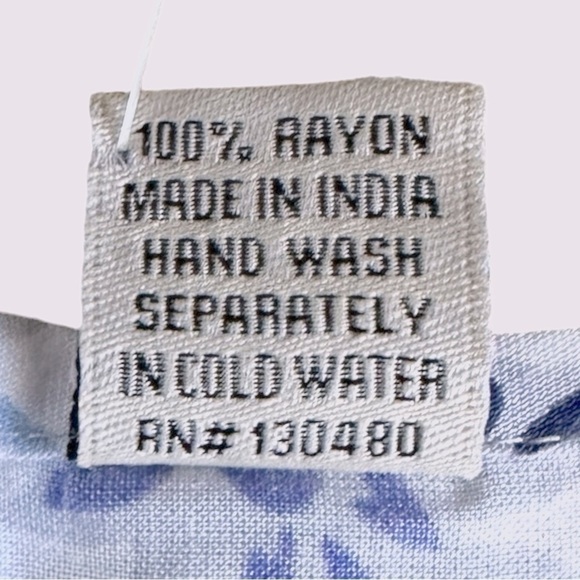 100% RAYON
MADE IN INDIA
HAND WASH
SEPARATELY
IN COLD WATER
RN# 130480